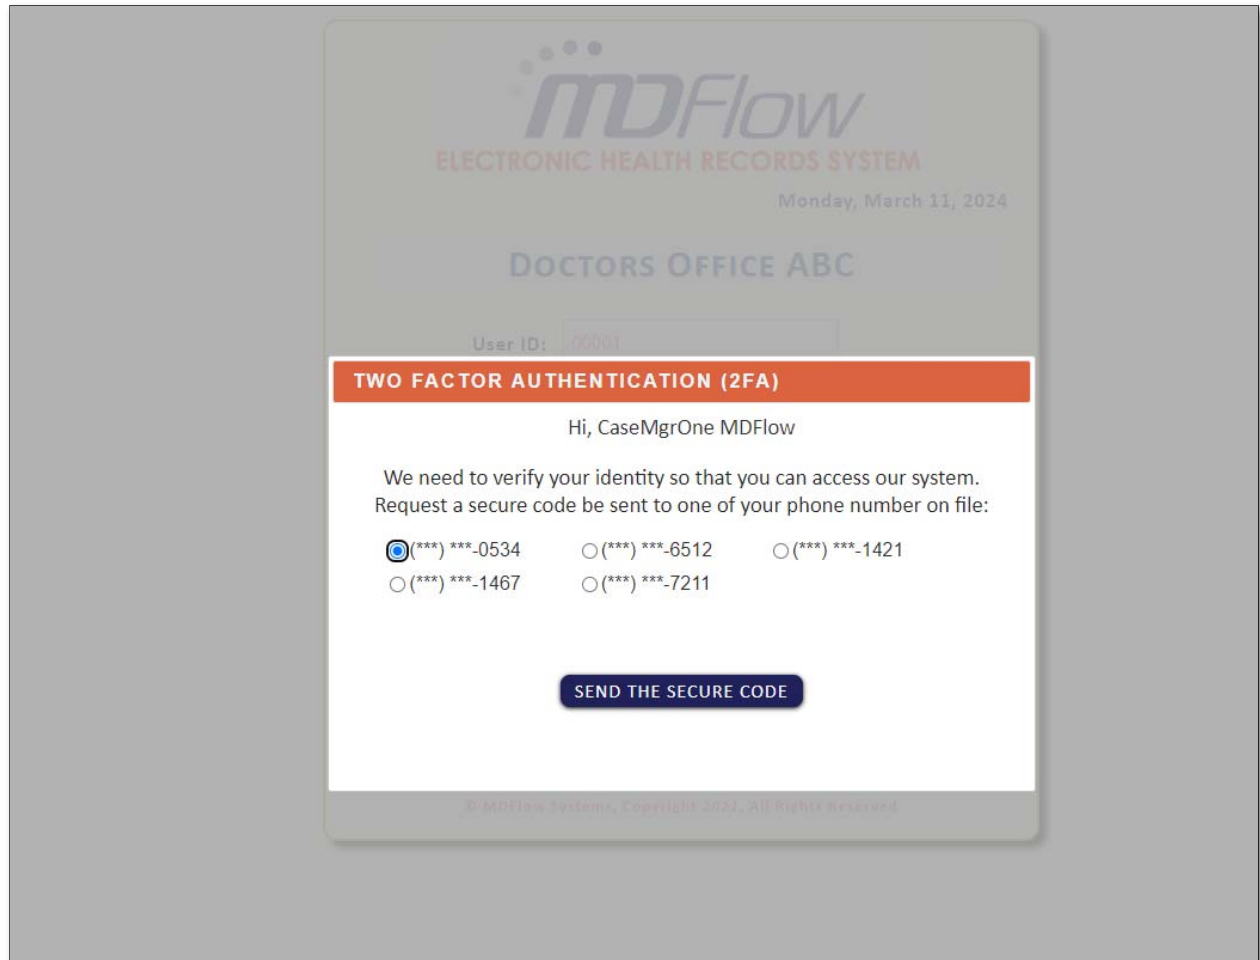 MDFlow
ELECTRONIC HEALTH RECORDS SYSTEM
Monday, March 11, 2024
DOCTORS OFFICE ABC
User ID: 00001
TWO FACTOR AUTHENTICATION (2FA)
Hi, CaseMgrOne MDFlow
We need to verify your identity so that you can access our system.
Request a secure code be sent to one of your phone number on file:
(***) ***-0534 (***) ***-6512 (***) ***-1421
(***) ***-1467 (***) ***-7211
SEND THE SECURE CODE
© MDFlow Systems, Copyright 2022, All Rights Reserved